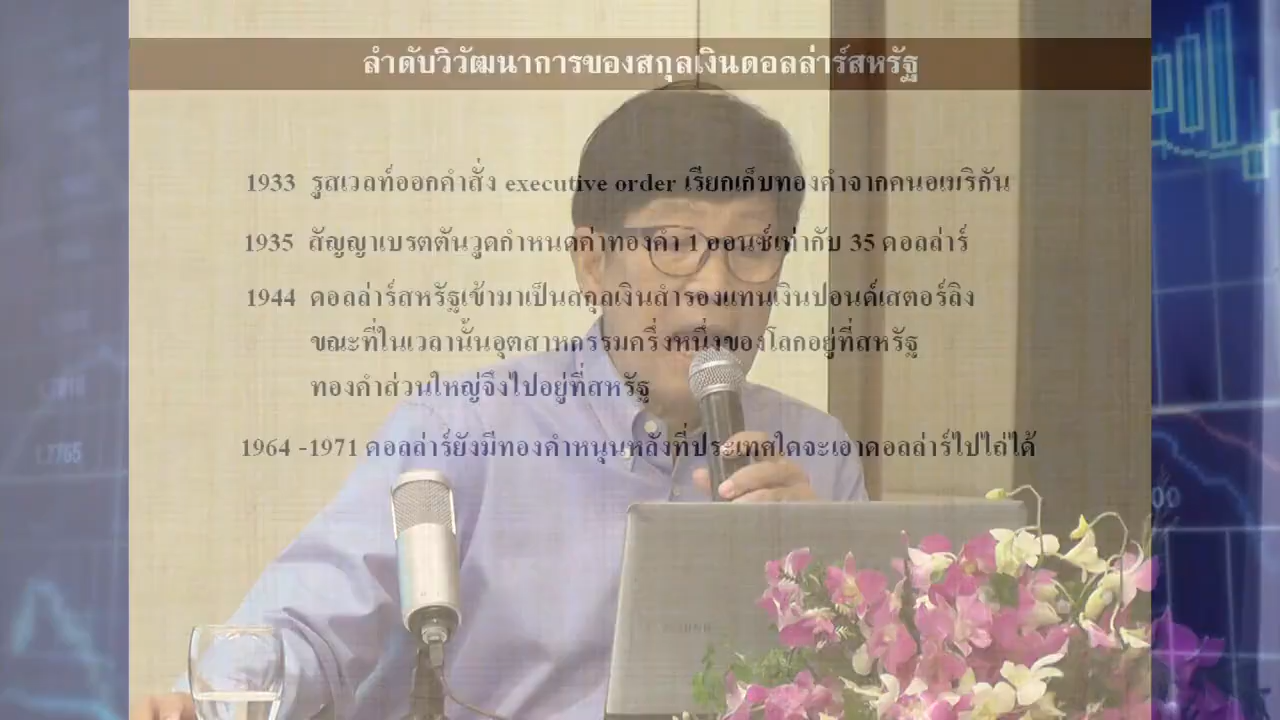 ลำดับวิวัฒนาการของสกุลเงินดอลล่าร์สหรัฐ
1933 รูสเวลท์ออกคำสั่ง executive order เรียกเก็บทองคำจากคนอเมริกัน
1935 สัญญาเบรตตันวูดกำหนดค่าทองคำ 1 ออนซ์เท่ากับ 35 ดอลล่าร์
1944 ดอลล่าร์สหรัฐเข้ามาเป็นสกุลเงินสำรองแทนเงินปอนด์เสตอร์ลิง
ขณะที่ในเวลานั้นอุตสาหกรรมครึ่งหนึ่งของโลกอยู่ที่สหรัฐ
ทองคำส่วนใหญ่จึงไปอยู่ที่สหรัฐ
1964 -1971 ดอลล่าร์ยังมีทองคำหนุนหลังที่ประเทศใดจะเอาดอลล่าร์ไปไถ่ได้